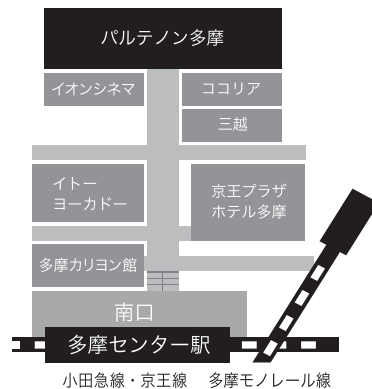 パルテノン多摩
イオンシネマ
ココリア
三越
イトー
ヨーカドー
京王プラザ
ホテル多摩
多摩カリヨン館
南口
多摩センター駅
小田急線・京王線
多摩モノレール線